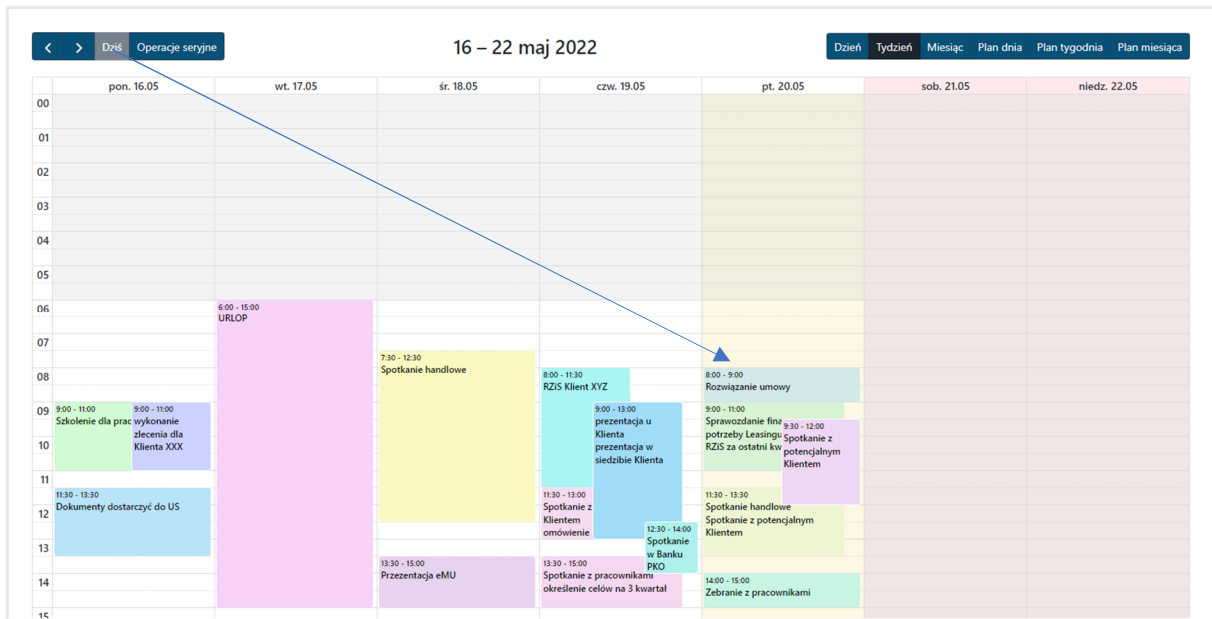 Dziś
Operacje seryjne
16 – 22 maj 2022
Dzień
Tydzień
Miesiąc
Plan dnia
Plan tygodnia
Plan miesiąca
pon. 16.05
wt. 17.05
śr. 18.05
czw. 19.05
pt. 20.05
sob. 21.05
niedz. 22.05
00
01
02
03
04
05
06
07
08
09
10
11
12
13
14
15
9:00 - 11:00
Szkolenie dla prac
9:00 - 11:00
wykonanie
zlecenia dla
Klienta XXX
11:30 - 13:30
Dokumenty dostarczyć do US
6:00 - 15:00
URLOP
7:30 - 12:30
Spotkanie handlowe
13:30 - 15:00
Przezentacja eMU
8:00 - 11:30
RZiS Klient XYZ
9:00 - 13:00
prezentacja u
Klienta
prezentacja w
siedzibie Klienta
11:30 - 13:00
Spotkanie z
Klientem
omówienie
12:30 - 14:00
Spotkanie
w Banku
PKO
13:30 - 15:00
Spotkanie z pracownikami
określenie celów na 3 kwartał
8:00 - 9:00
Rozwiązanie umowy
9:00 - 11:00
Sprawozdanie fina
potrzeby Leasingu
RZiS za ostatni kw
9:30 - 12:00
Spotkanie z
potencjalnym
Klientem
11:30 - 13:30
Spotkanie handlowe
Spotkanie z potencjalnym
Klientem
14:00 - 15:00
Zebranie z pracownikami